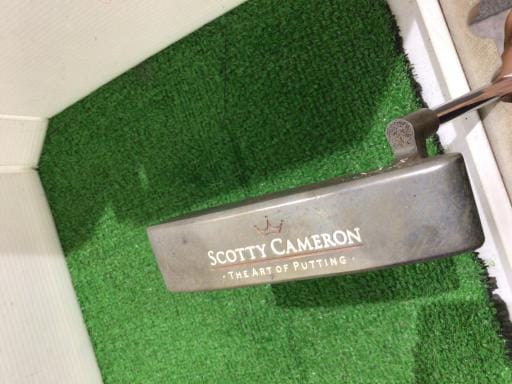 SCOTTY CAMERON
· THE ART OF PUTTING ·